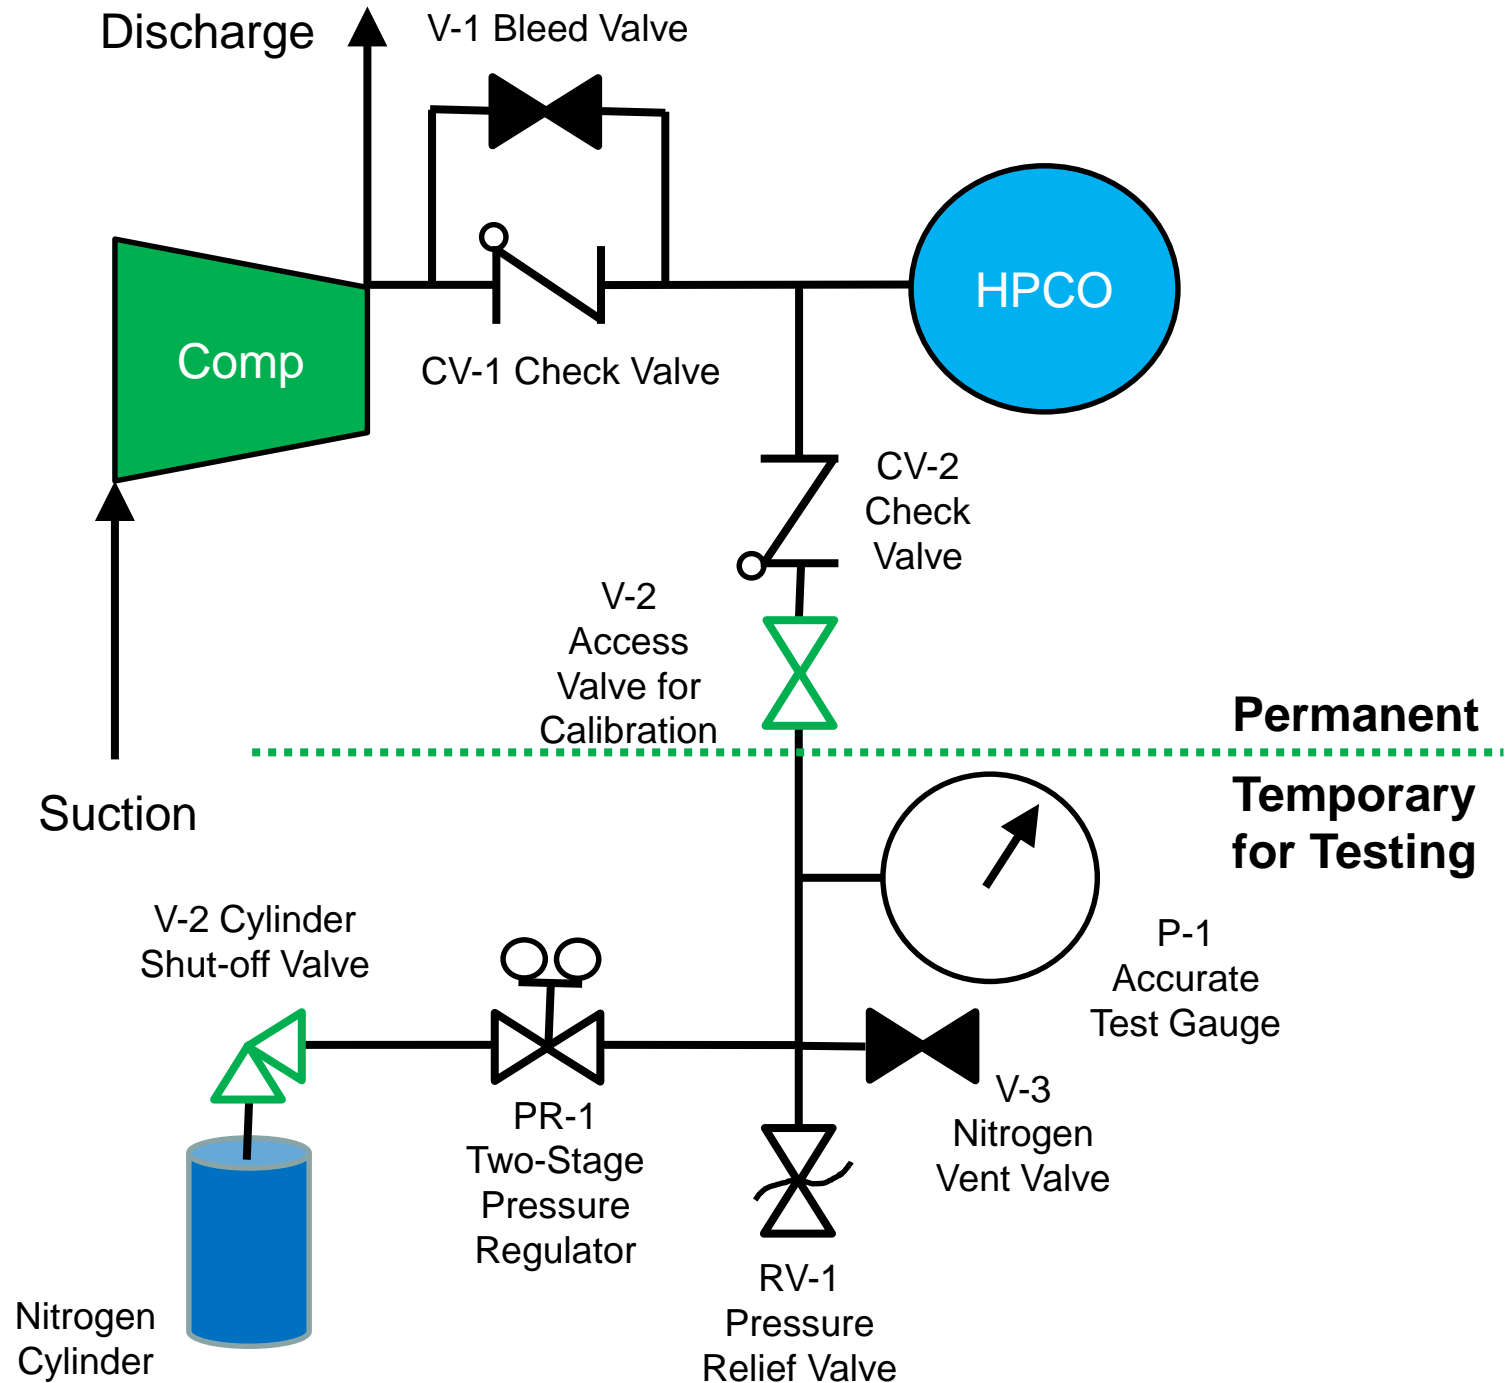 Discharge
V-1 Bleed Valve
HPCO
Comp
CV-1 Check Valve
CV-2
Check
Valve
V-2
Access
Valve for
Calibration
Permanent
Temporary
for Testing
Suction
V-2 Cylinder
Shut-off Valve
P-1
Accurate
Test Gauge
PR-1
Two-Stage
Pressure
Regulator
V-3
Nitrogen
Vent Valve
RV-1
Pressure
Relief Valve
Nitrogen
Cylinder